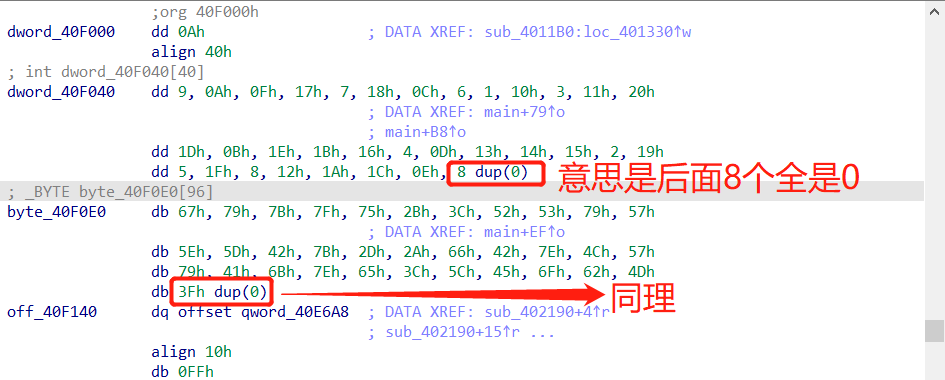 ;org 40F000h
dword_40F000 dd 0Ah ; DATA XREF: sub_4011B0:loc_401330↑w
align 40h
; int dword_40F040[40]
dword_40F040 dd 9, 0Ah, 0Fh, 17h, 7, 18h, 0Ch, 6, 1, 10h, 3, 11h, 20h
; DATA XREF: main+79↑o
; main+B8↑o
dd 1Dh, 0Bh, 1Eh, 1Bh, 16h, 4, 0Dh, 13h, 14h, 15h, 2, 19h
dd 5, 1Fh, 8, 12h, 1Ah, 1Ch, 0Eh, 8 dup(0) 意思是后面8个全是0
; _BYTE byte_40F0E0[96]
byte_40F0E0 db 67h, 79h, 7Bh, 7Fh, 75h, 2Bh, 3Ch, 52h, 53h, 79h, 57h
; DATA XREF: main+EF↑o
db 5Eh, 5Dh, 42h, 7Bh, 2Dh, 2Ah, 66h, 42h, 7Eh, 4Ch, 57h
db 79h, 41h, 6Bh, 7Eh, 65h, 3Ch, 5Ch, 45h, 6Fh, 62h, 4Dh
db 3Fh dup(0) 同理
off_40F140 dq offset qword_40E6A8 ; DATA XREF: sub_402190+4↑r
; sub_402190+15↑r ...
align 10h
db 0FFh